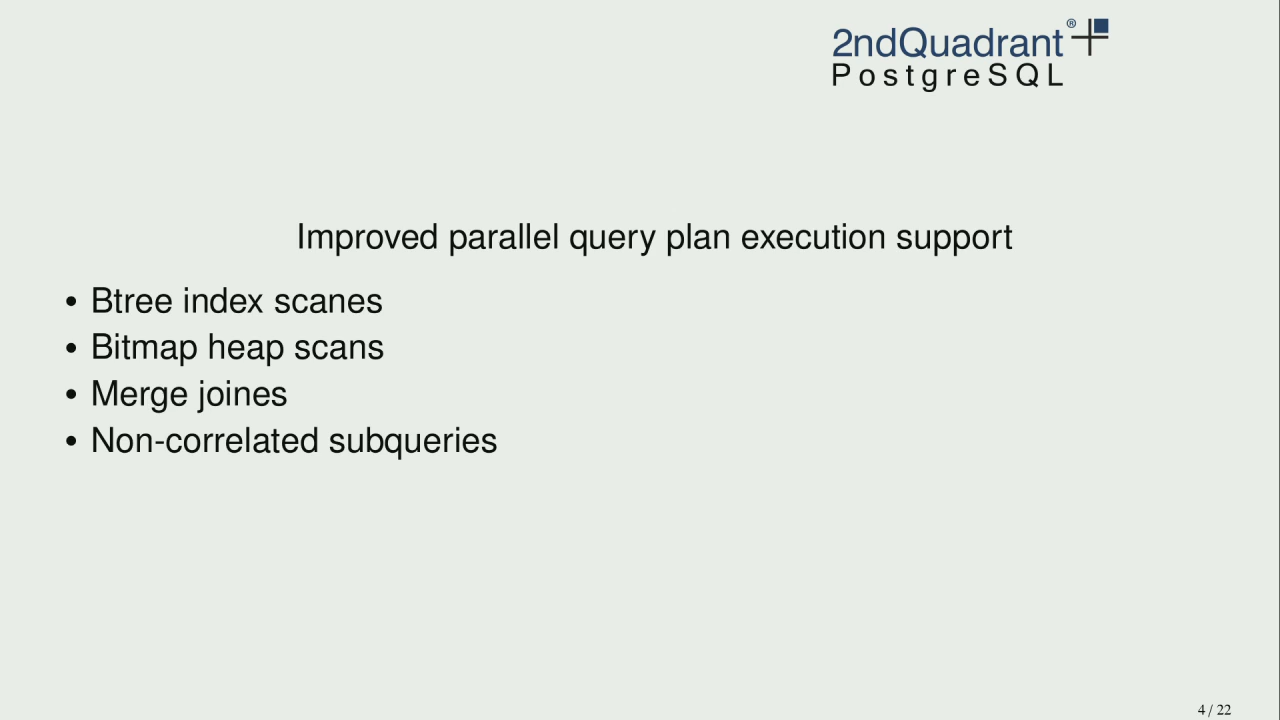 2ndQuadrant®
PostgreSQL
Improved parallel query plan execution support
• Btree index scanes
• Bitmap heap scans
• Merge joines
• Non-correlated subqueries
4 / 22